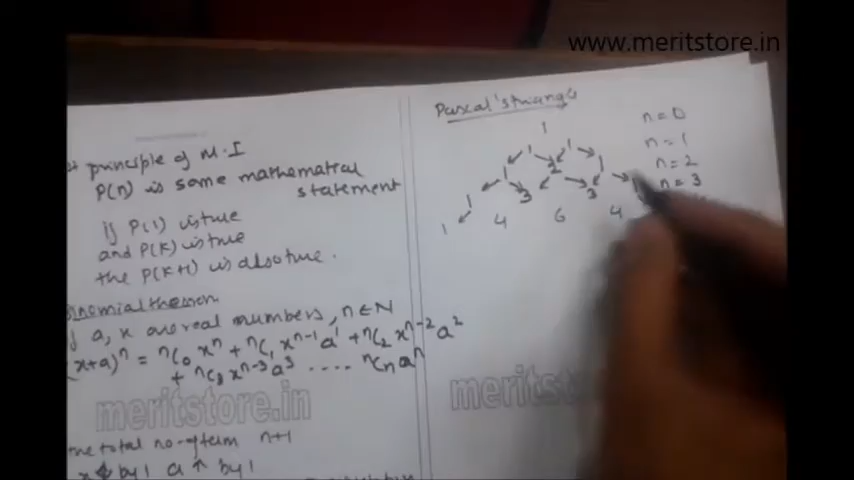 www.meritstore.in
principle of M.I
P(n) is some mathematical
statement
if P(1) is true
and P(K) is true
the P(K+1) is also true.
Binomial theorem
a, x are real numbers, n ∈ N
(x+a)ⁿ = ⁿC₀ xⁿ + ⁿC₁ xⁿ⁻¹ a¹ + ⁿC₂ xⁿ⁻² a²
+ ⁿC₃ xⁿ⁻³ a³ .... ⁿCₙ aⁿ
meritstore.in
the total no of term n+1
x ↓ by 1 a ↑ by 1
Pascal's triangle
1 n=0
1 1 n=1
1 2 1 n=2
1 3 3 n=3
1 4 6 4
meritstore.in